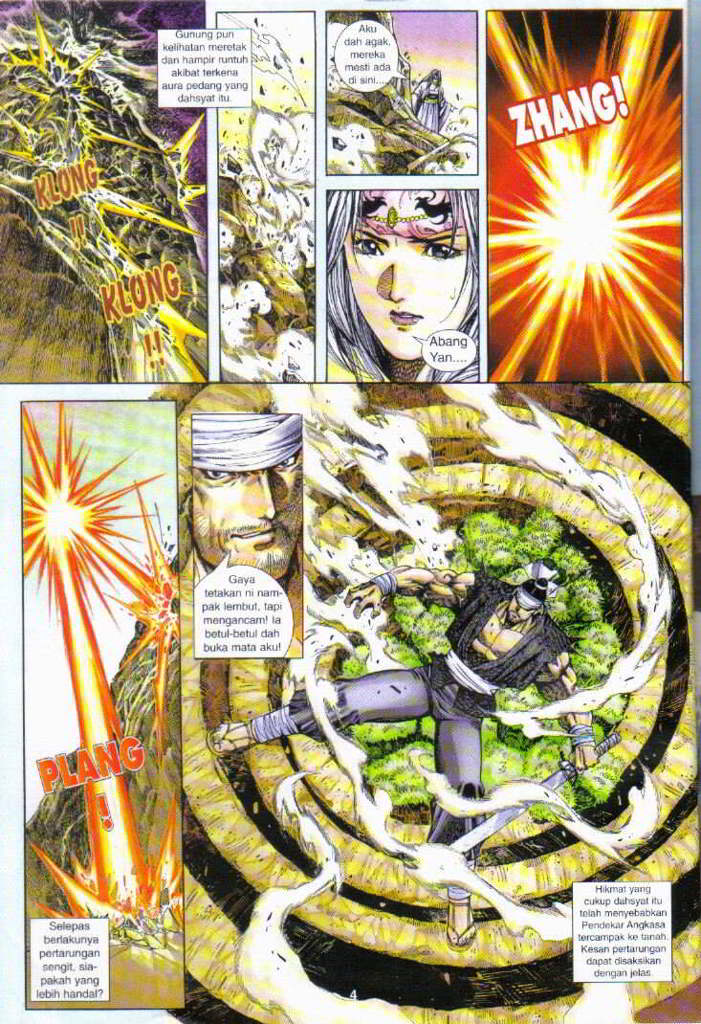 Gunung pun
kelihatan meretak
dan hampir runtuh
akibat terkena
aura pedang yang
dahsyat itu.
KLONG
!!
KLONG
!!
Aku
dah agak,
mereka
mesti ada
di sini....
Abang
Yan....
ZHANG!
PLANG
!
Selepas
berlakunya
pertarungan
sengit, sia-
pakah yang
lebih handal?
Gaya
tetakan ni nam-
pak lembut, tapi
mengancam! Ia
betul-betul dah
buka mata aku!
Hikmat yang
cukup dahsyat itu
telah menyebabkan
Pendekar Angkasa
tercampak ke tanah.
Kesan pertarungan
dapat disaksikan
dengan jelas.
4